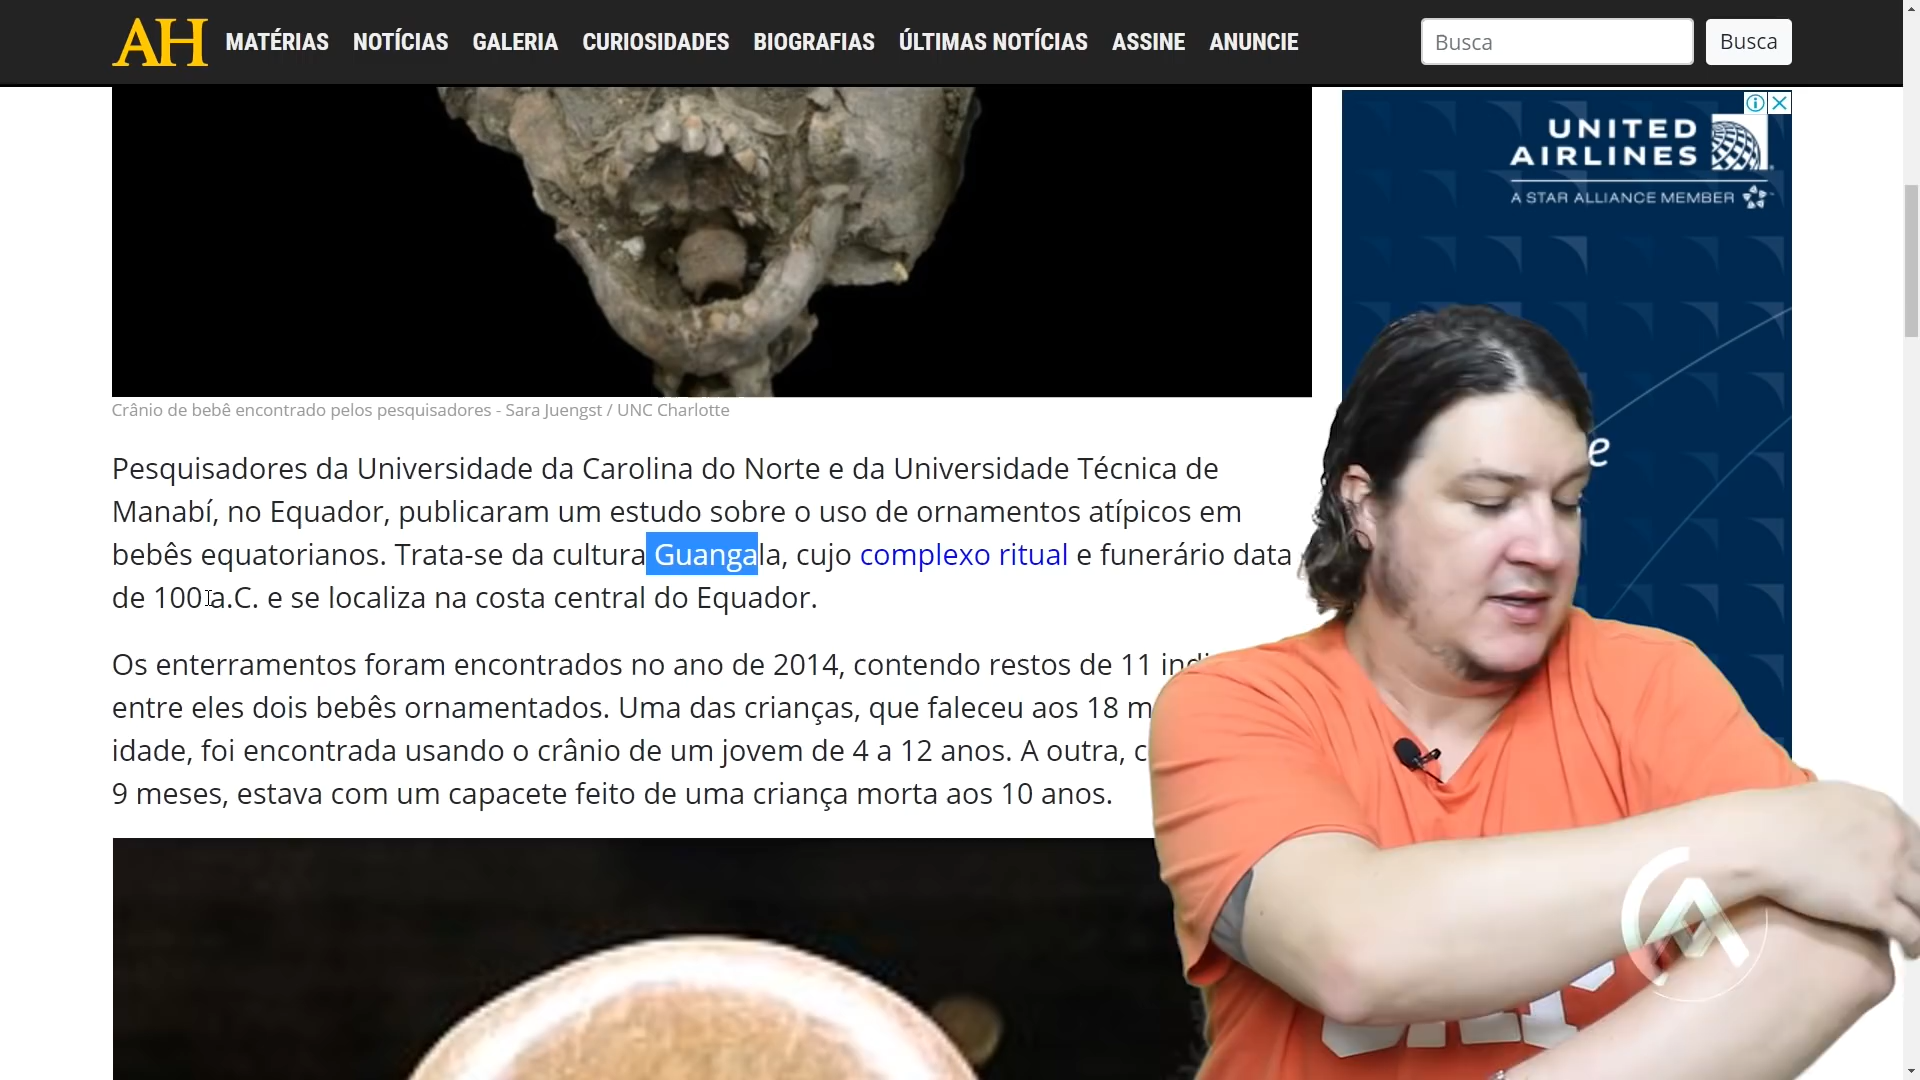 AH MATÉRIAS NOTÍCIAS GALERIA CURIOSIDADES BIOGRAFIAS ÚLTIMAS NOTÍCIAS ASSINE ANUNCIE Busca Busca
UNITED
AIRLINES
A STAR ALLIANCE MEMBER
e
Crânio de bebê encontrado pelos pesquisadores - Sara Juengst / UNC Charlotte
Pesquisadores da Universidade da Carolina do Norte e da Universidade Técnica de
Manabí, no Equador, publicaram um estudo sobre o uso de ornamentos atípicos em
bebês equatorianos. Trata-se da cultura Guangala, cujo complexo ritual e funerário data
de 100 a.C. e se localiza na costa central do Equador.
Os enterramentos foram encontrados no ano de 2014, contendo restos de 11
entre eles dois bebês ornamentados. Uma das crianças, que faleceu aos 18
idade, foi encontrada usando o crânio de um jovem de 4 a 12 anos. A outra,
9 meses, estava com um capacete feito de uma criança morta aos 10 anos.